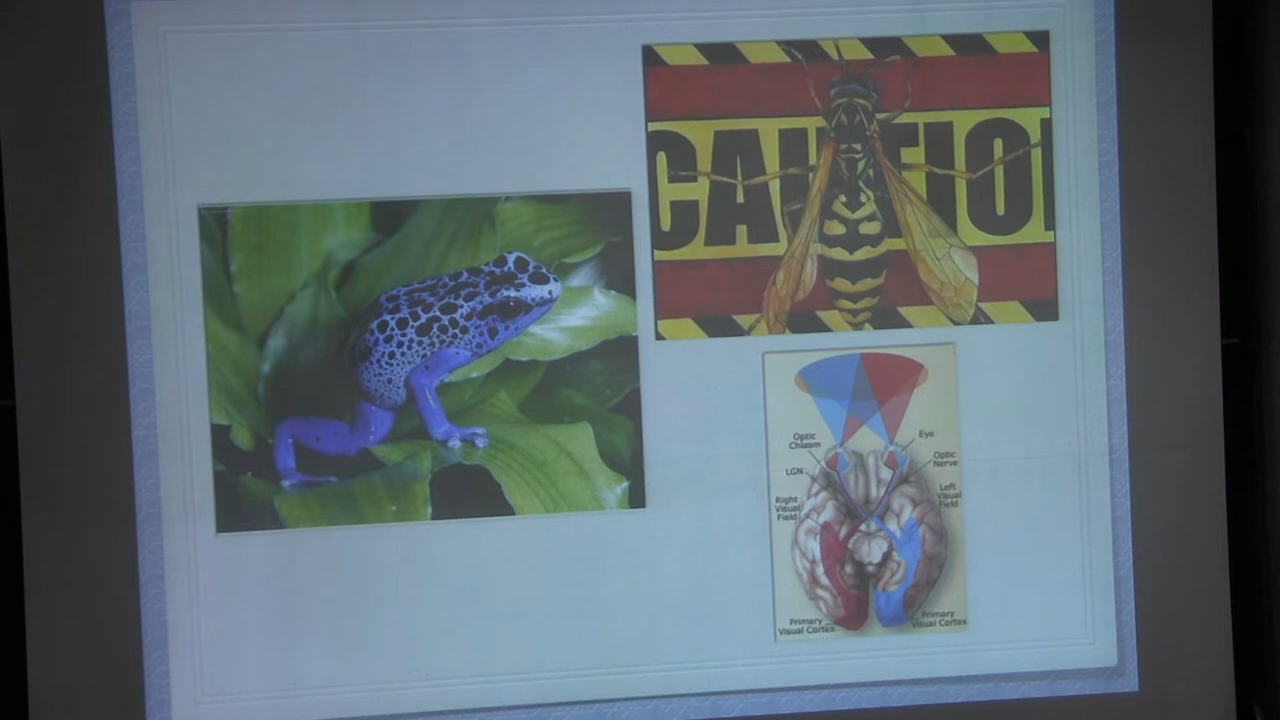 CAUTION
Optic
Chiasm
Eye
Optic
Nerve
LGN
Right
Visual
Field
Left
Visual
Field
Primary
Visual Cortex
Primary
Visual Cortex